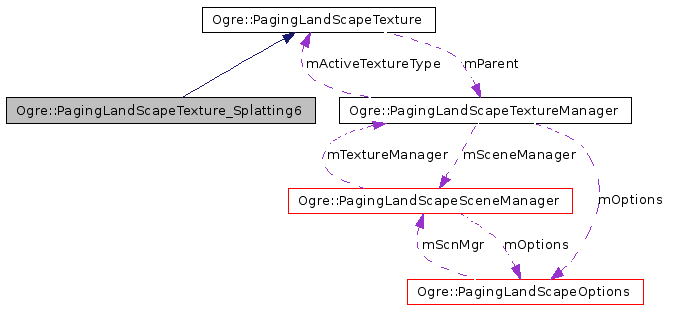 Ogre::PagingLandScapeTexture
mActiveTextureType
mParent
Ogre::PagingLandScapeTexture_Splatting6
Ogre::PagingLandScapeTextureManager
mTextureManager
mSceneManager
Ogre::PagingLandScapeSceneManager
mOptions
mScnMgr
mOptions
Ogre::PagingLandScapeOptions